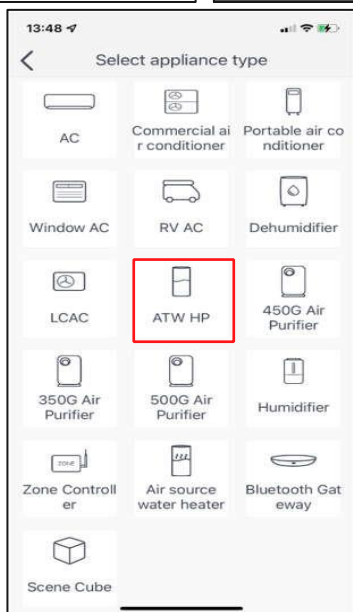 13:48
Select appliance type
AC
Commercial ai
r conditioner
Portable air co
nditioner
Window AC
RV AC
Dehumidifier
LCAC
ATW HP
450G Air
Purifier
350G Air
Purifier
500G Air
Purifier
Humidifier
ZONE
Zone Controll
er
Air source
water heater
Bluetooth Gat
eway
Scene Cube